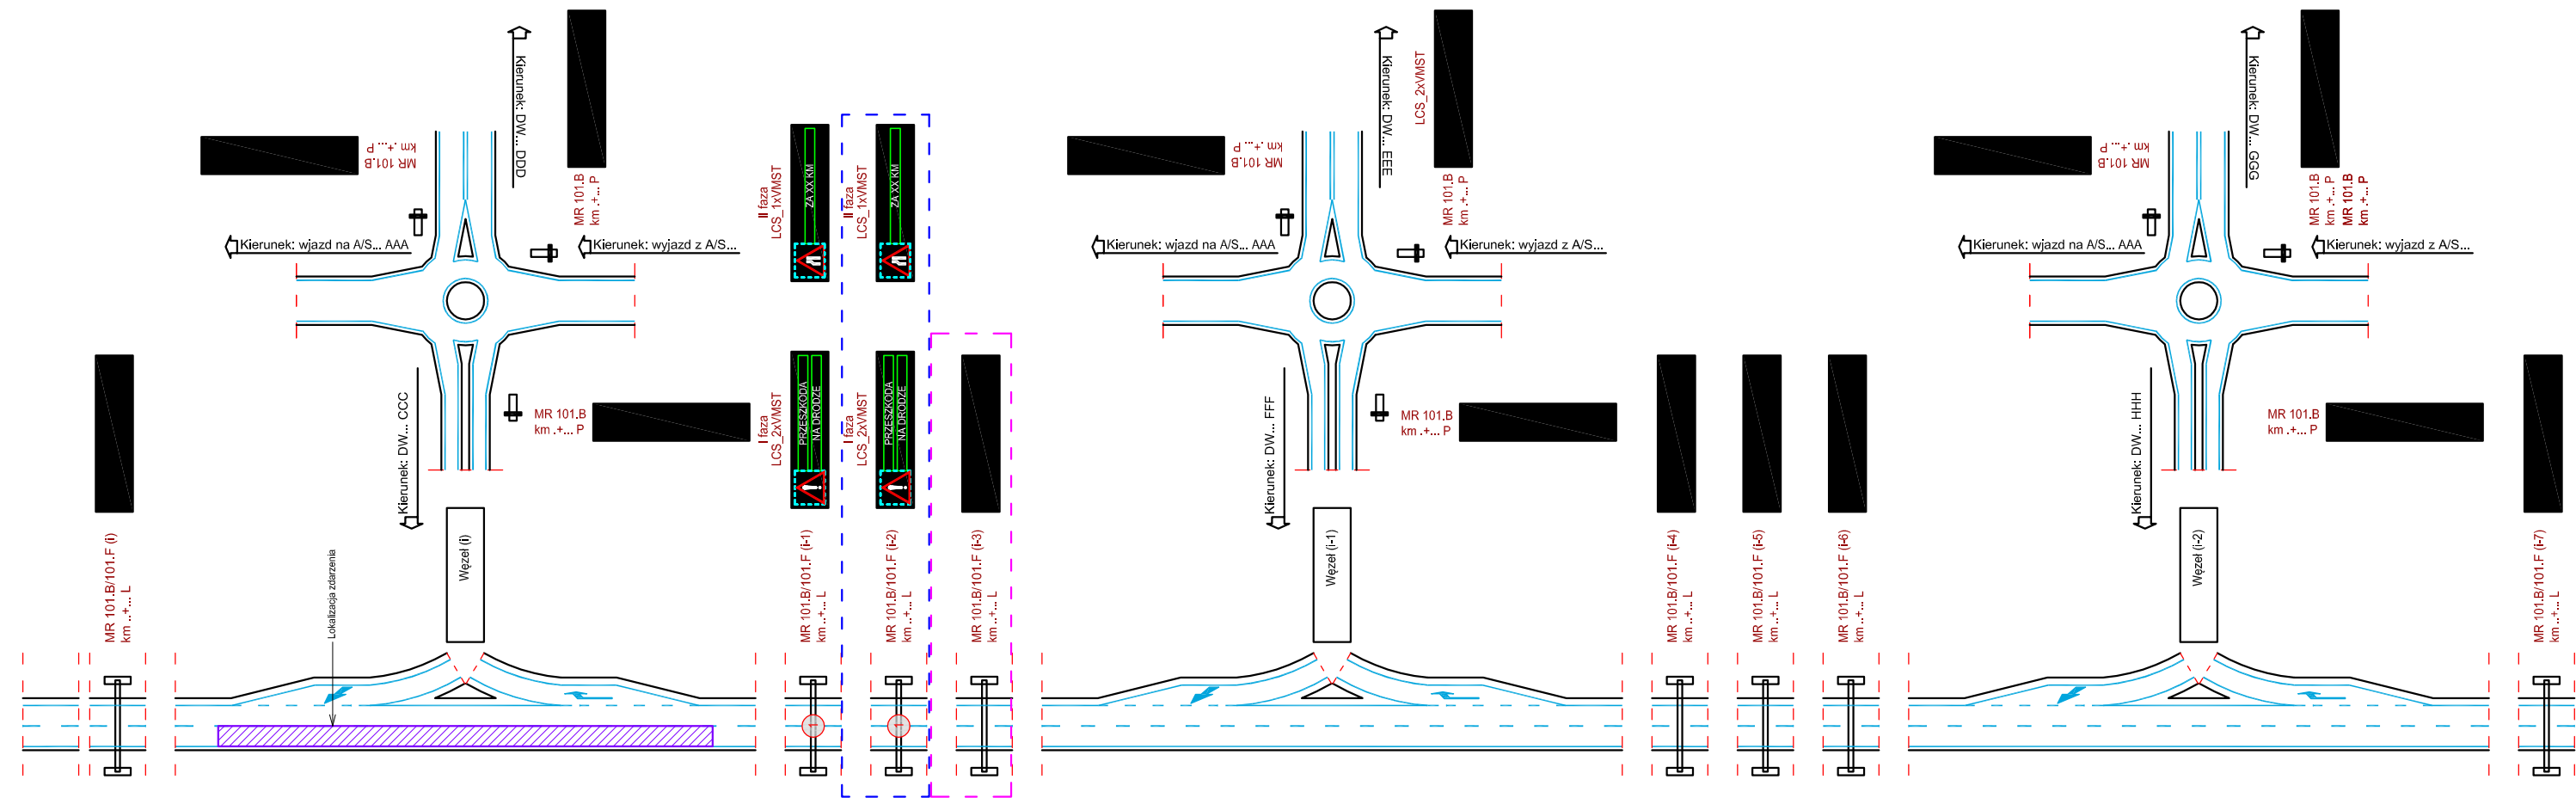 Kierunek: DW... DDD
MR 101.B
km .+... P
MR 101.B
km .+... P
Kierunek: wjazd na A/S... AAA
Kierunek: wyjazd z A/S...
Kierunek: DW... CCC
MR 101.B
km .+... P
Węzeł (i)
Lokalizacja zdarzenia
MR 101.B/101.F (i)
km ..+... L
II faza
LCS_1xVMST
ZA XX KM
II faza
LCS_1xVMST
ZA XX KM
I faza
LCS_2xVMST
PRZESZKODA
NA DRODZE
I faza
LCS_2xVMST
PRZESZKODA
NA DRODZE
MR 101.B/101.F (i-1)
km ..+... L
MR 101.B/101.F (i-2)
km ..+... L
MR 101.B/101.F (i-3)
km ..+... L
1
1
Kierunek: DW... EEE
LCS_2xVMST
MR 101.B
km .+... P
MR 101.B
km .+... P
Kierunek: wjazd na A/S... AAA
Kierunek: wyjazd z A/S...
Kierunek: DW... FFF
MR 101.B
km .+... P
Węzeł (i-1)
MR 101.B/101.F (i-4)
km ..+... L
MR 101.B/101.F (i-5)
km ..+... L
MR 101.B/101.F (i-6)
km ..+... L
Kierunek: DW... GGG
MR 101.B
km .+... P
MR 101.B
km .+... P
MR 101.B
km .+... P
Kierunek: wjazd na A/S... AAA
Kierunek: wyjazd z A/S...
Kierunek: DW... HHH
MR 101.B
km .+... P
Węzeł (i-2)
MR 101.B/101.F (i-7)
km ..+... L